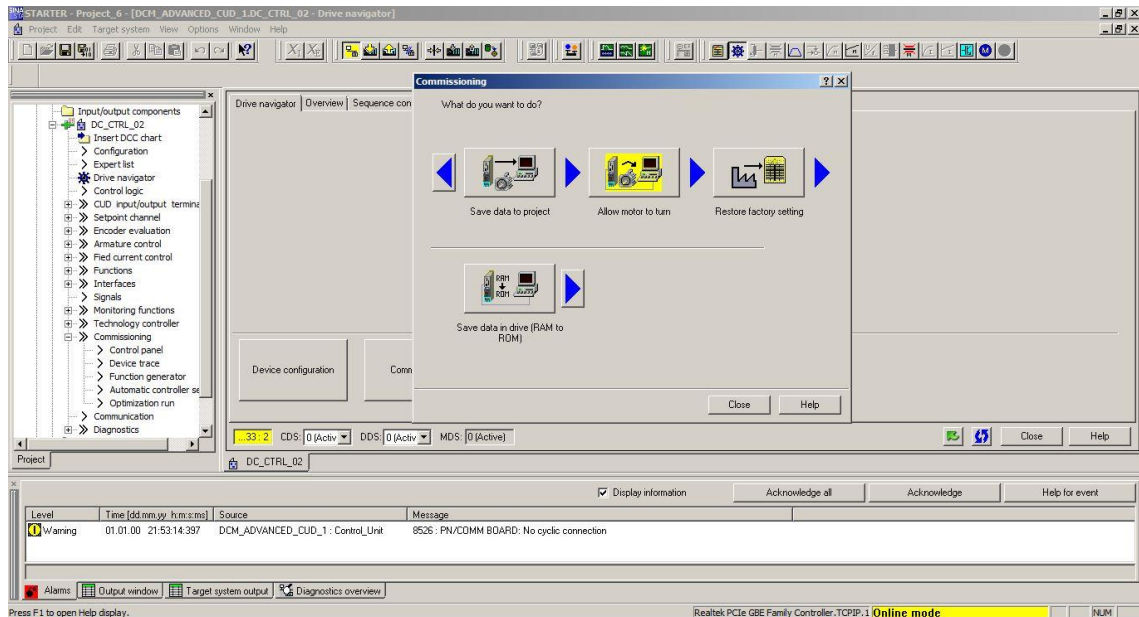 STARTER - Project_6 - [DCM_ADVANCED_CUD_1.DC_CTRL_02 - Drive navigator]
Project Edit Target system View Options Window Help
Commissioning
What do you want to do?
Save data to project
Allow motor to turn
Restore factory setting
RAM
ROM
Save data in drive (RAM to
ROM)
Close
Help
Input/output components
DC_CTRL_02
Insert DCC chart
Configuration
Expert list
Drive navigator
Control logic
CUD input/output termina
Setpoint channel
Encoder evaluation
Armature control
Fied current control
Functions
Interfaces
Signals
Monitoring functions
Technology controller
Commissioning
Control panel
Device trace
Function generator
Automatic controller se
Optimization run
Communication
Diagnostics
Project
Drive navigator Overview Sequence con
Device configuration
Comm
...33 : 2 CDS: 0 (Activ DDS: 0 (Activ MDS: 0 (Active)
Close
Help
DC_CTRL_02
Display information
Acknowledge all
Acknowledge
Help for event
Level Time [dd.mm.yy h:m:s:ms] Source Message
Warning 01.01.00 21:53:14:397 DCM_ADVANCED_CUD_1 : Control_Unit 8526 : PN/COMM BOARD: No cyclic connection
Alarms Output window Target system output Diagnostics overview
Press F1 to open Help display.
Realtek PCIe GBE Family Controller.TCPIP.1 Online mode NUM